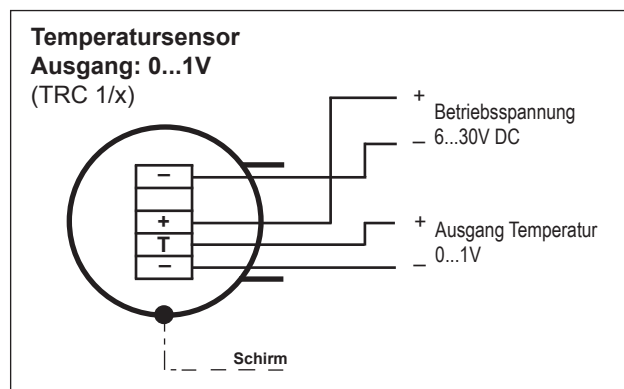 Temperatursensor
Ausgang: 0...1V
(TRC 1/x)
+
Betriebsspannung
– 6...30V DC
–
+
T
–
+
Ausgang Temperatur
0...1V
–
Schirm